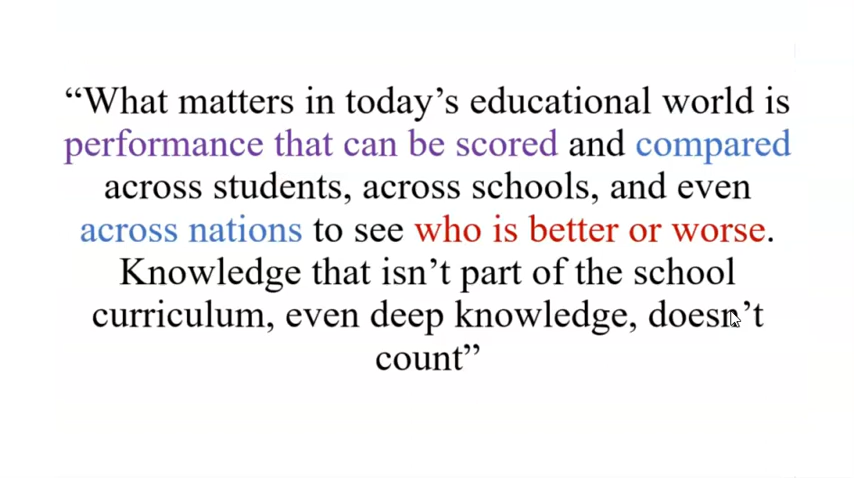 “What matters in today’s educational world is
performance that can be scored and compared
across students, across schools, and even
across nations to see who is better or worse.
Knowledge that isn’t part of the school
curriculum, even deep knowledge, doesn’t
count”